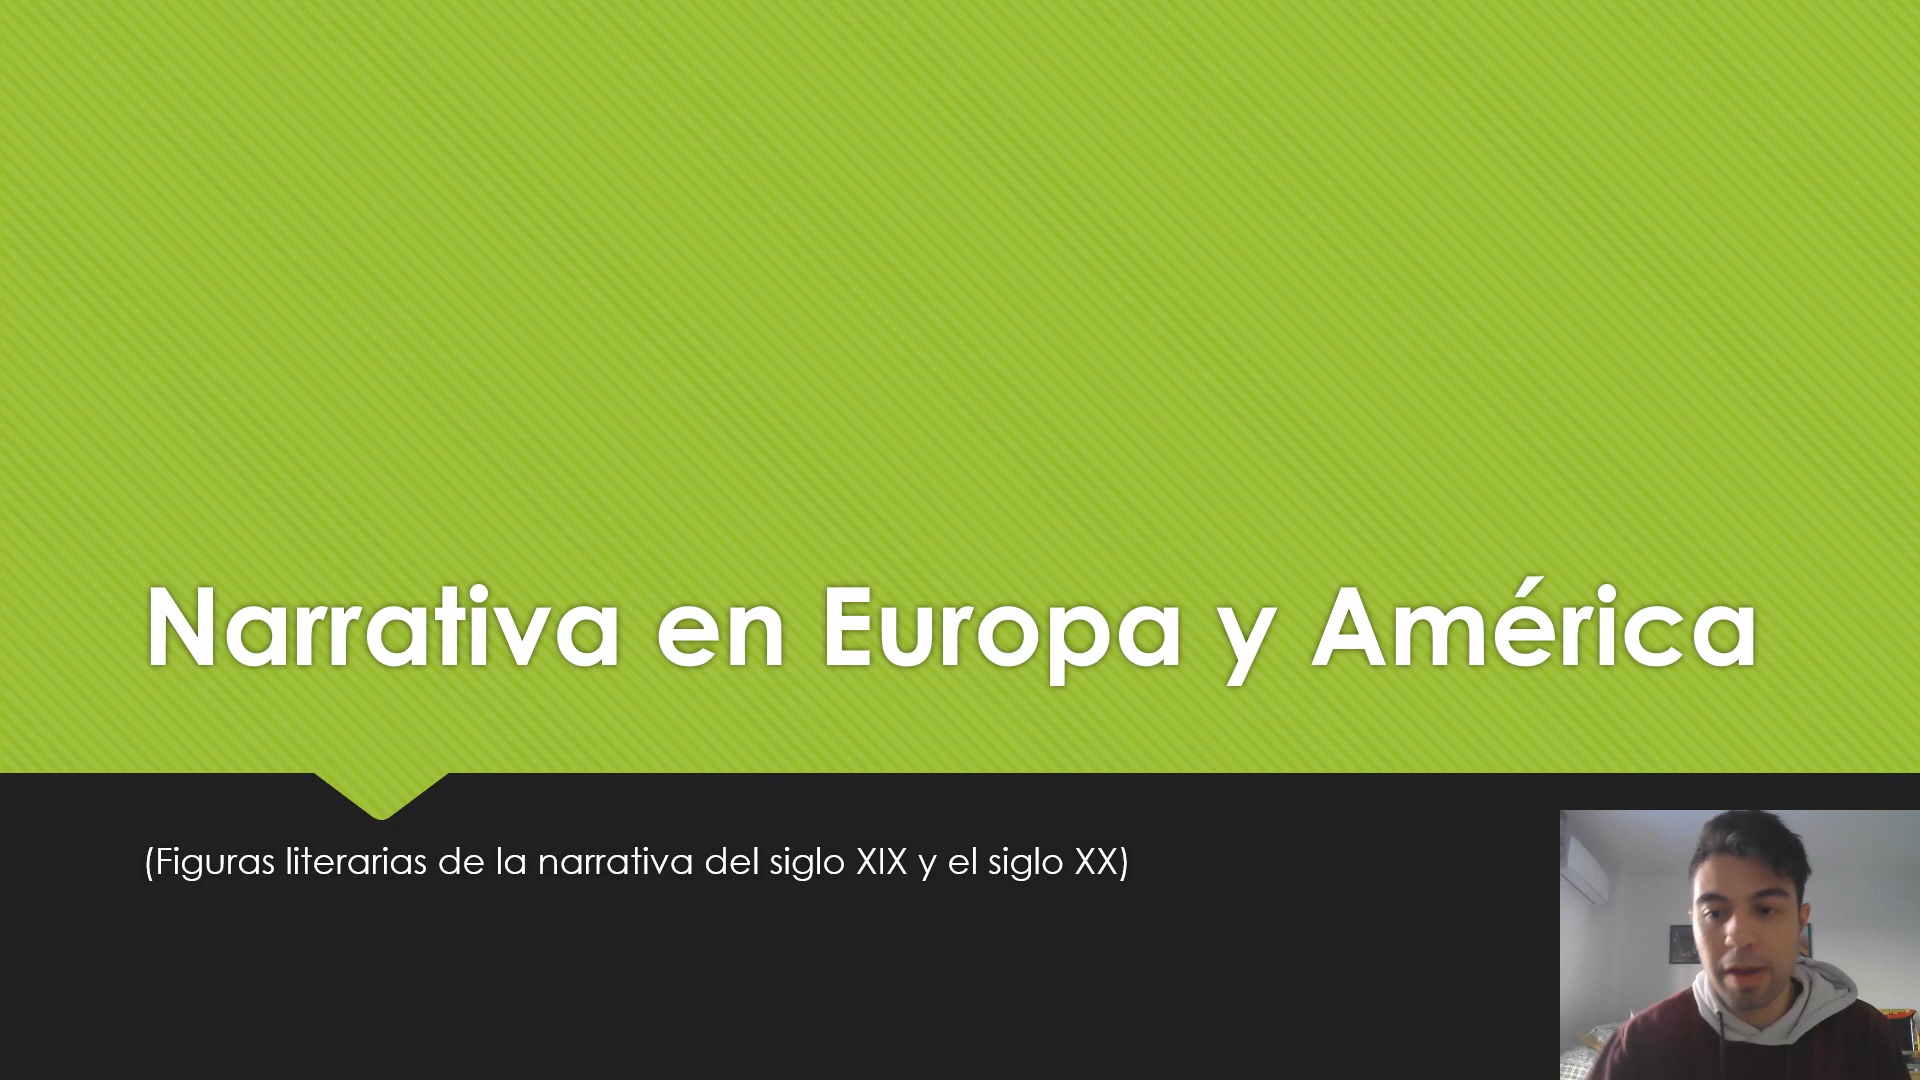 Narrativa en Europa y América
(Figuras literarias de la narrativa del siglo XIX y el siglo XX)